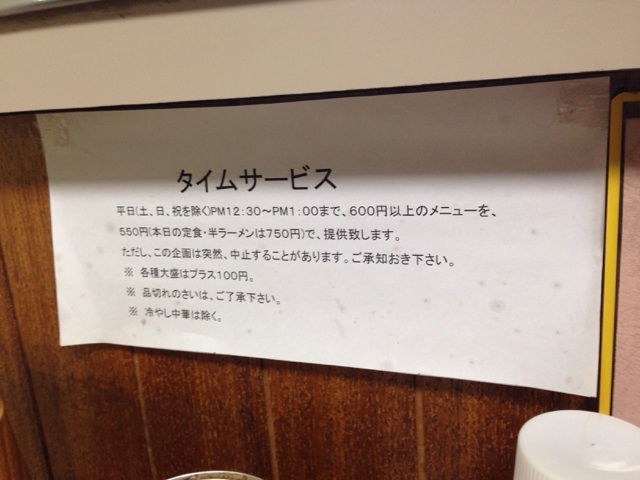 タイムサービス
平日(土、日、祝を除く)PM12:30～PM1:00まで、600円以上のメニューを、
550円(本日の定食・半ラーメンは750円)で、提供致します。
ただし、この企画は突然、中止することがあります。ご承知おき下さい。
※ 各種大盛はプラス100円。
※ 品切れのさいは、ご了承下さい。
※ 冷やし中華は除く。